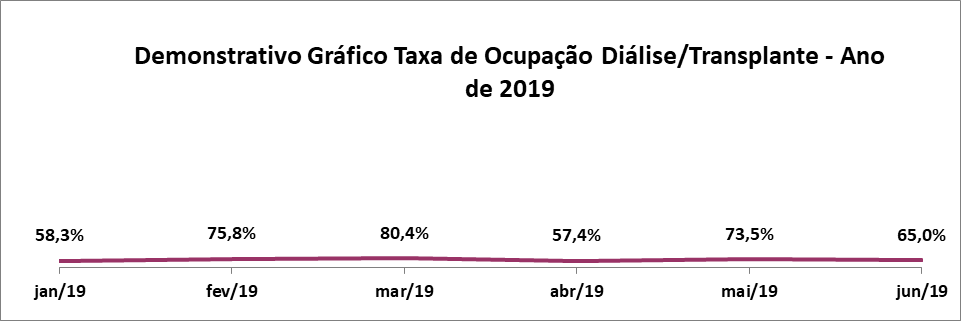 Demonstrativo Gráfico Taxa de Ocupação Diálise/Transplante - Ano
de 2019
58,3% 75,8% 80,4% 57,4% 73,5% 65,0%
jan/19 fev/19 mar/19 abr/19 mai/19 jun/19